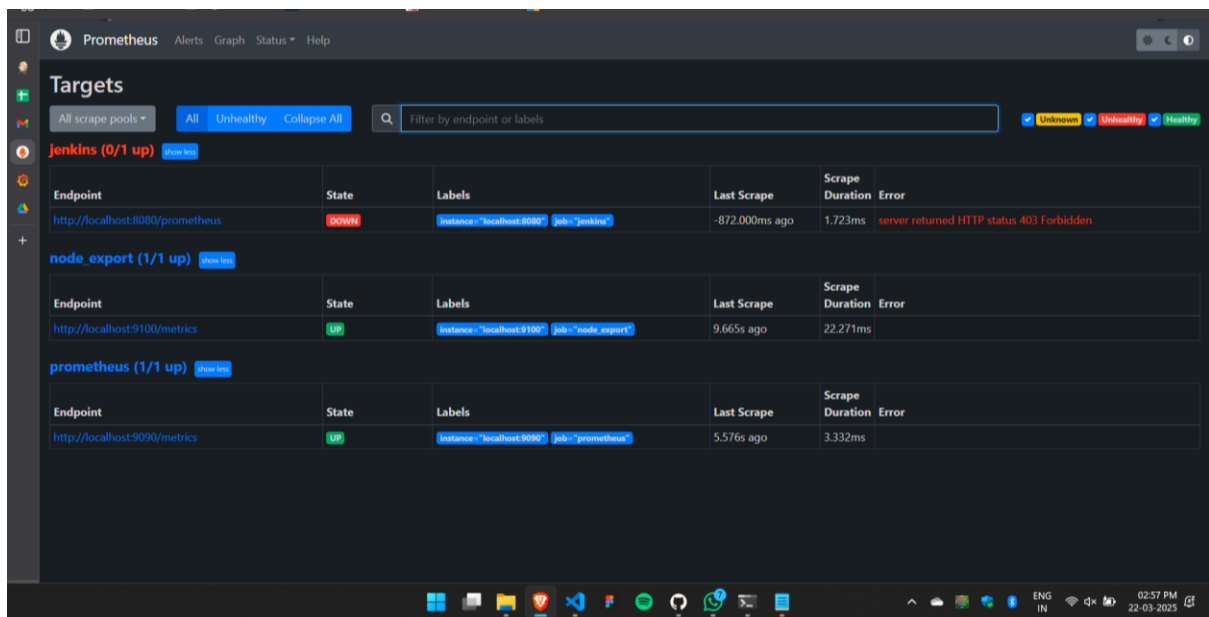 Prometheus Alerts Graph Status Help
Targets
All scrape pools All Unhealthy Collapse All Filter by endpoint or labels Unknown Unhealthy Healthy
jenkins (0/1 up) show less
Endpoint State Labels Last Scrape Scrape Duration Error
http://localhost:8080/prometheus DOWN instance="localhost:8080" job="jenkins" -872.000ms ago 1.723ms server returned HTTP status 403 Forbidden
node_export (1/1 up) show less
Endpoint State Labels Last Scrape Scrape Duration Error
http://localhost:9100/metrics UP instance="localhost:9100" job="node_export" 9.665s ago 22.271ms
prometheus (1/1 up) show less
Endpoint State Labels Last Scrape Scrape Duration Error
http://localhost:9090/metrics UP instance="localhost:9090" job="prometheus" 5.576s ago 3.332ms
7
ENG 02:57 PM
IN 22-03-2025